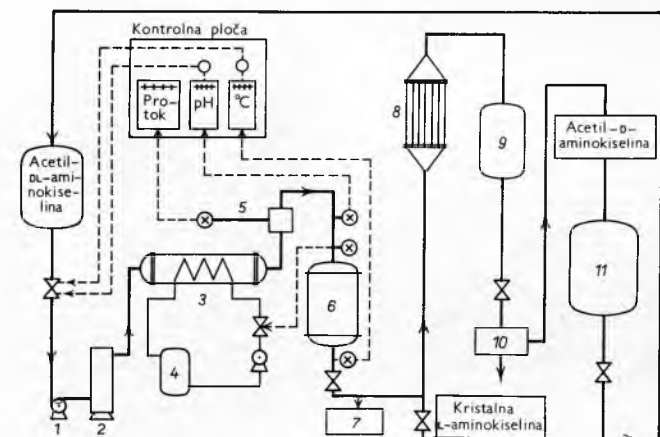 Kontrolna ploča
Pro-
tok
pH
°C
Acetil-
DL-ami-
nokise-
lina
1
2
3
4
5
6
7
8
9
10
Acetil-D-
aminokiselina
11
Kristalna
L-aminokiselina